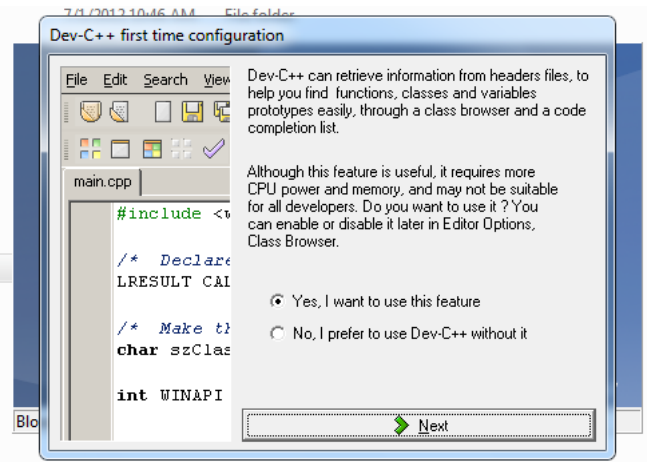 7/1/2012 10:46 AM File folder
Dev-C++ first time configuration
File Edit Search View
main.cpp
#include <w
/* Declare
LRESULT CAL
/* Make th
char szClas
int WINAPI
Dev-C++ can retrieve information from headers files, to
help you find functions, classes and variables
prototypes easily, through a class browser and a code
completion list.
Although this feature is useful, it requires more
CPU power and memory, and may not be suitable
for all developers. Do you want to use it ? You
can enable or disable it later in Editor Options,
Class Browser.
Yes, I want to use this feature
No, I prefer to use Dev-C++ without it
Next
Blo